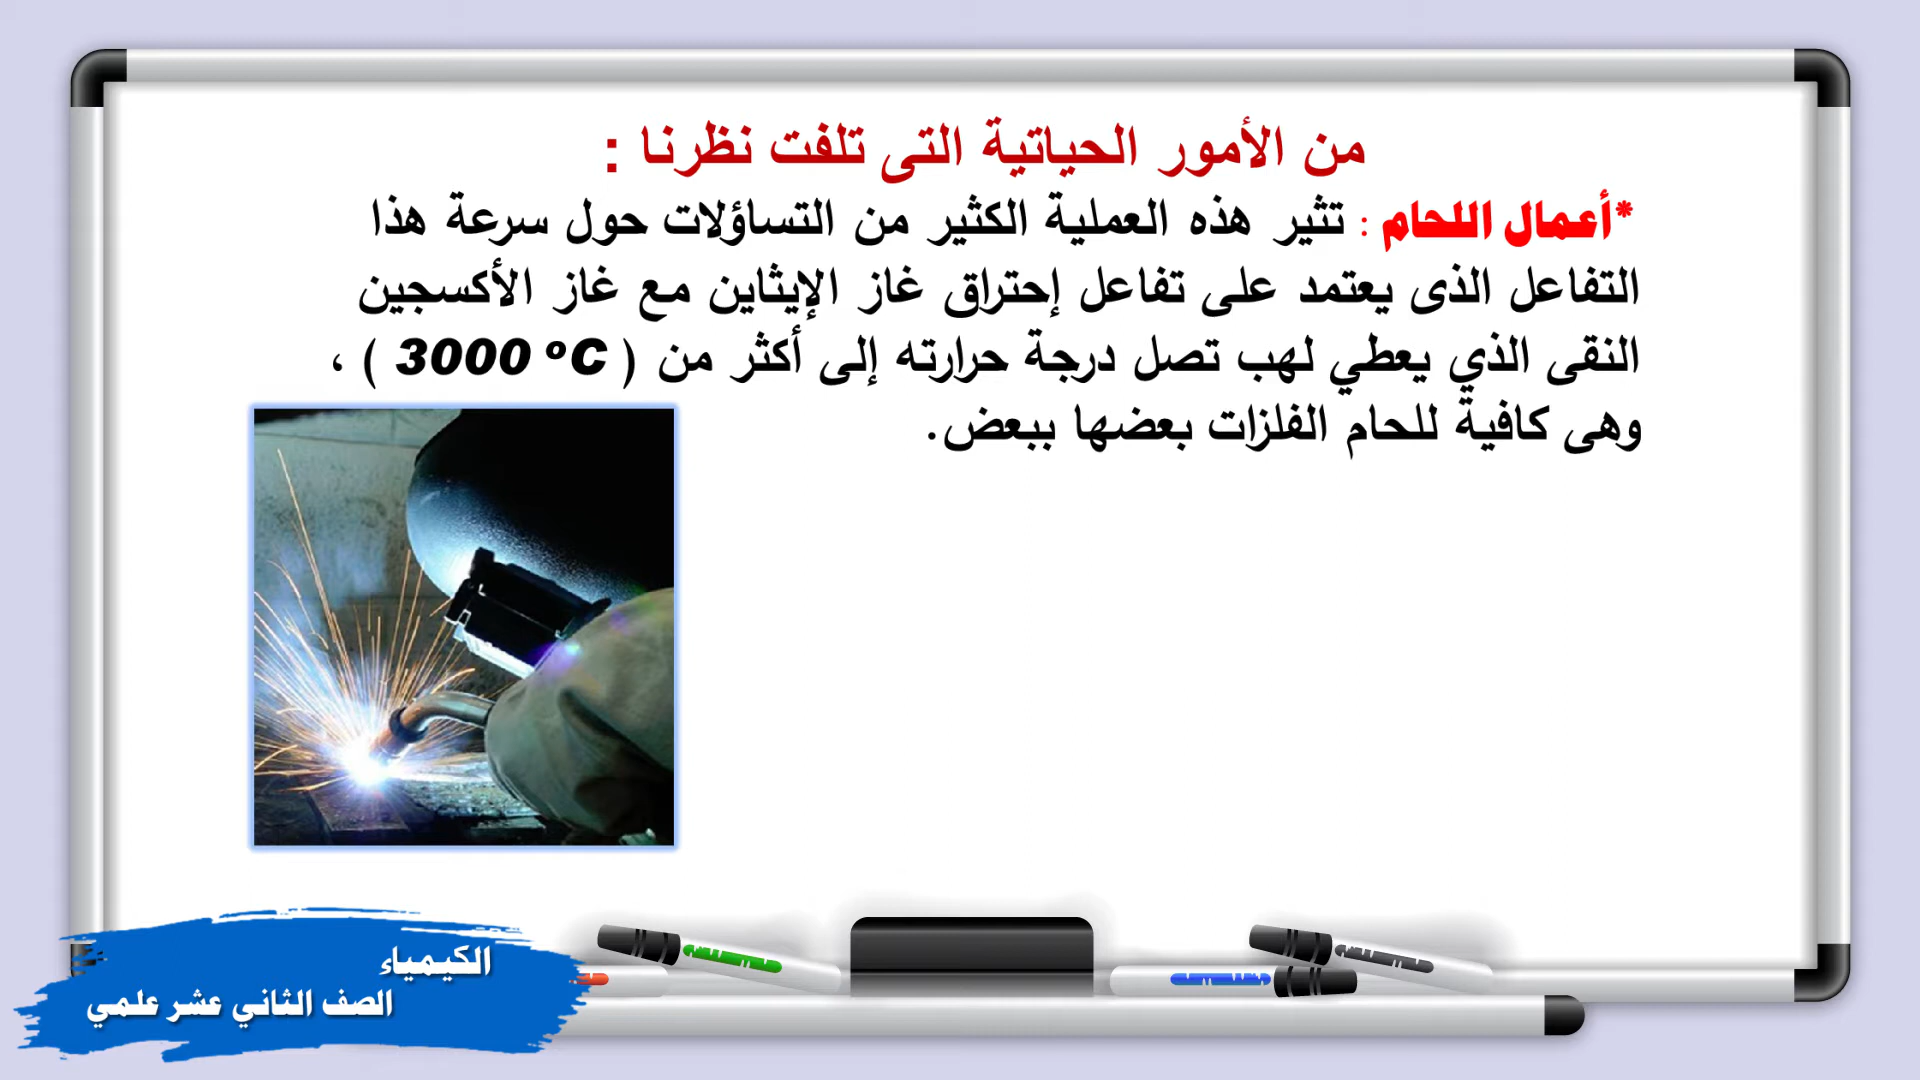 من الأمور الحياتية التى تلفت نظرنا :
*أعمال اللحام : تثير هذه العملية الكثير من التساؤلات حول سرعة هذا
التفاعل الذى يعتمد على تفاعل إحتراق غاز الإيثاين مع غاز الأكسجين
النقى الذي يعطي لهب تصل درجة حرارته إلى أكثر من ( 3000 °C ) ،
وهى كافية للحام الفلزات بعضها ببعض.
الكيمياء
الصف الثاني عشر علمي